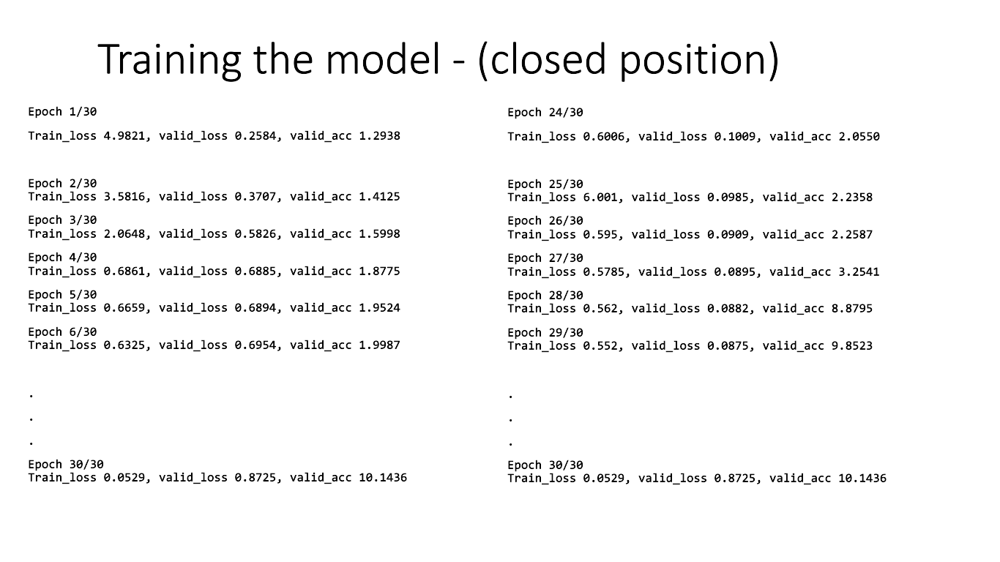 Training the model - (closed position)
Epoch 1/30
Train_loss 4.9821, valid_loss 0.2584, valid_acc 1.2938
Epoch 2/30
Train_loss 3.5816, valid_loss 0.3707, valid_acc 1.4125
Epoch 3/30
Train_loss 2.0648, valid_loss 0.5826, valid_acc 1.5998
Epoch 4/30
Train_loss 0.6861, valid_loss 0.6885, valid_acc 1.8775
Epoch 5/30
Train_loss 0.6659, valid_loss 0.6894, valid_acc 1.9524
Epoch 6/30
Train_loss 0.6325, valid_loss 0.6954, valid_acc 1.9987
.
.
.
Epoch 30/30
Train_loss 0.0529, valid_loss 0.8725, valid_acc 10.1436
Epoch 24/30
Train_loss 0.6006, valid_loss 0.1009, valid_acc 2.0550
Epoch 25/30
Train_loss 6.001, valid_loss 0.0985, valid_acc 2.2358
Epoch 26/30
Train_loss 0.595, valid_loss 0.0909, valid_acc 2.2587
Epoch 27/30
Train_loss 0.5785, valid_loss 0.0895, valid_acc 3.2541
Epoch 28/30
Train_loss 0.562, valid_loss 0.0882, valid_acc 8.8795
Epoch 29/30
Train_loss 0.552, valid_loss 0.0875, valid_acc 9.8523
.
.
.
Epoch 30/30
Train_loss 0.0529, valid_loss 0.8725, valid_acc 10.1436